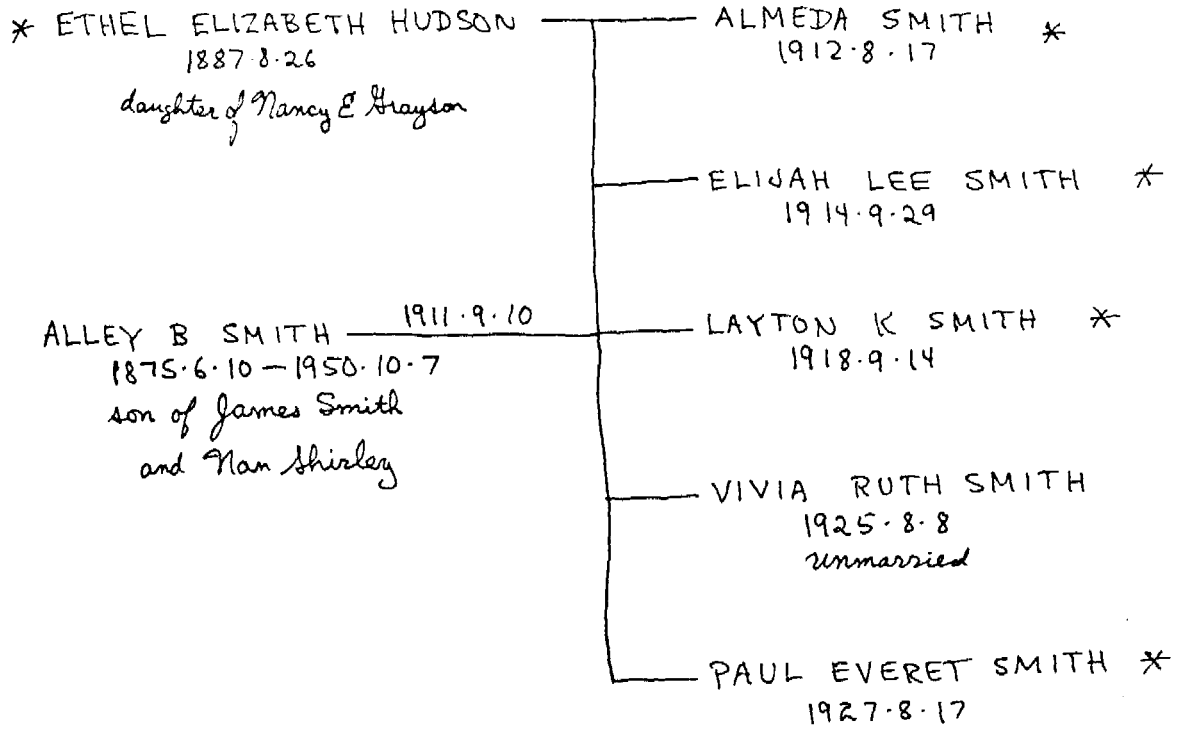 * ETHEL ELIZABETH HUDSON
1887·8·26
daughter of Nancy E Grayson
ALLEY B SMITH
1911·9·10
1875·6·10 — 1950·10·7
son of James Smith
and Nan Shirley
ALMEDA SMITH *
1912·8·17
ELIJAH LEE SMITH *
1914·9·29
LAYTON K SMITH *
1918·9·14
VIVIA RUTH SMITH
1925·8·8
unmarried
PAUL EVERET SMITH *
1927·8·17